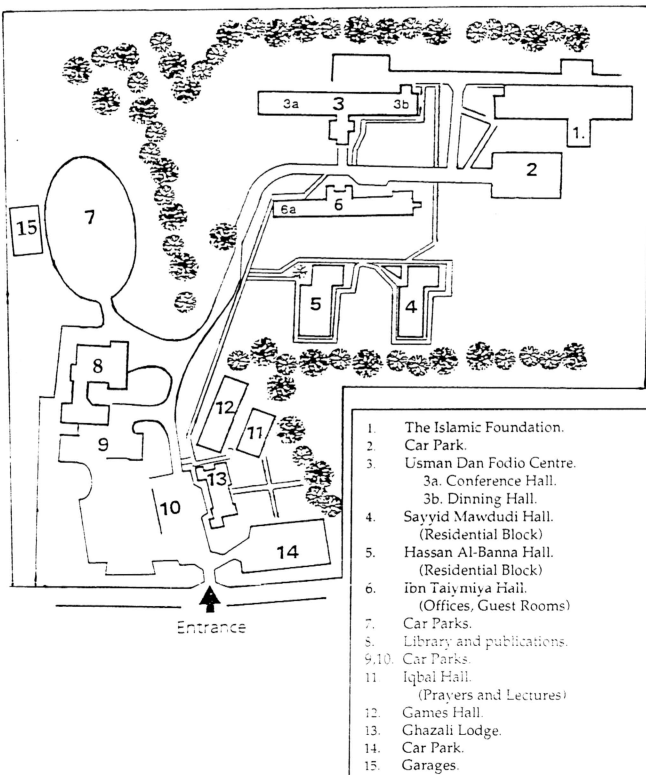 3a 3 3b
1.
2
6a 6
7
15
5 4
8
12
11
9
13
10
14
Entrance
1. The Islamic Foundation.
2. Car Park.
3. Usman Dan Fodio Centre.
3a. Conference Hall.
3b. Dinning Hall.
4. Sayyid Mawdudi Hall.
(Residential Block)
5. Hassan Al-Banna Hall.
(Residential Block)
6. Ibn Taiymiya Hall.
(Offices, Guest Rooms)
7. Car Parks.
8. Library and publications.
9,10. Car Parks.
11. Iqbal Hall.
(Prayers and Lectures)
12. Games Hall.
13. Ghazali Lodge.
14. Car Park.
15. Garages.